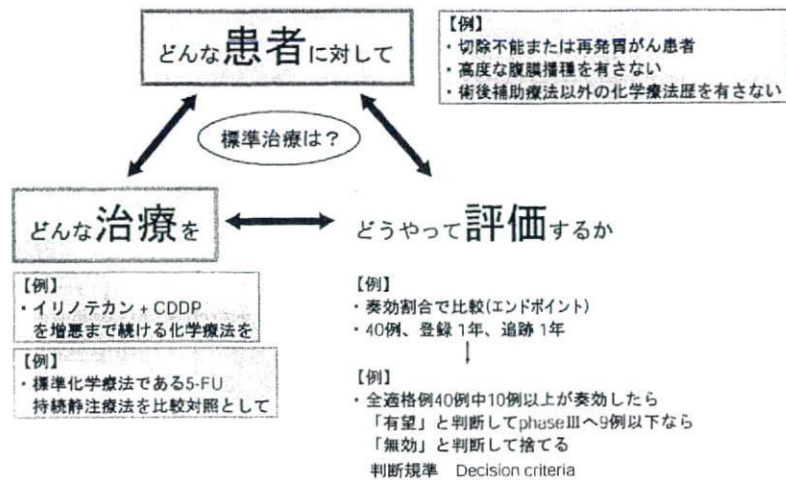 どんな患者に対して
【例】
・切除不能または再発胃がん患者
・高度な腹膜播種を有さない
・術後補助療法以外の化学療法歴を有さない
標準治療は？
どんな治療を
どうやって評価するか
【例】
・イリノテカン + CDDP
を増悪まで続ける化学療法を
【例】
・標準化学療法である5-FU
持続静注療法を比較対照として
【例】
・奏効割合で比較(エンドポイント)
・40例、登録 1年、追跡 1年
【例】
・全適格例40例中10例以上が奏効したら
「有望」と判断してphaseⅢへ9例以下なら
「無効」と判断して捨てる
判断規準　Decision criteria